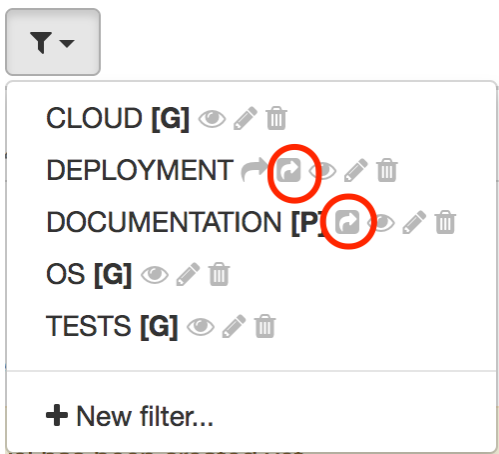 CLOUD [G]
DEPLOYMENT
DOCUMENTATION [P]
OS [G]
TESTS [G]
New filter...